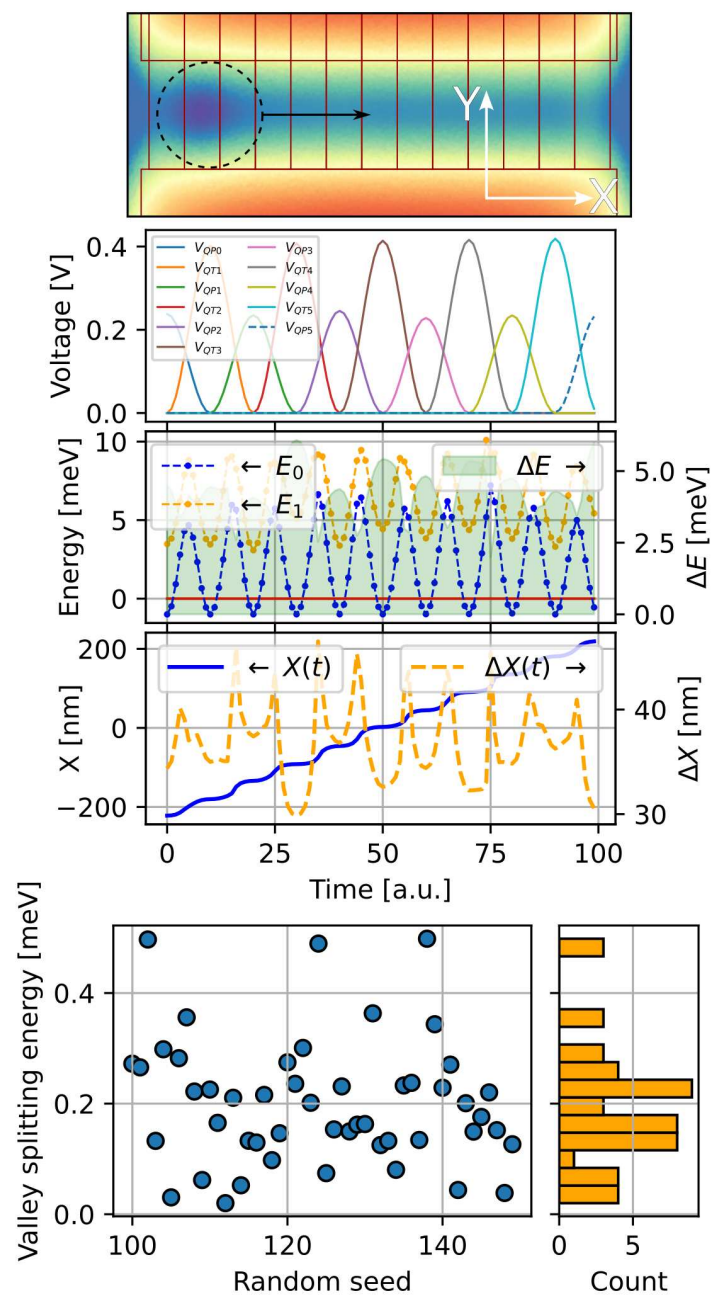 Y
X
Voltage [V]
0.4
0.2
0.0
V_QP0
V_QT1
V_QP1
V_QT2
V_QP2
V_QT3
V_QP3
V_QT4
V_QP4
V_QT5
V_QP5
Energy [meV]
10
5
0
← E_0
← E_1
ΔE →
5.0
2.5
0.0
ΔE [meV]
X [nm]
200
0
−200
← X(t)
ΔX(t) →
40
30
ΔX [nm]
0 25 50 75 100
Time [a.u.]
Valley splitting energy [meV]
0.4
0.2
0.0
100 120 140
Random seed
0 5
Count